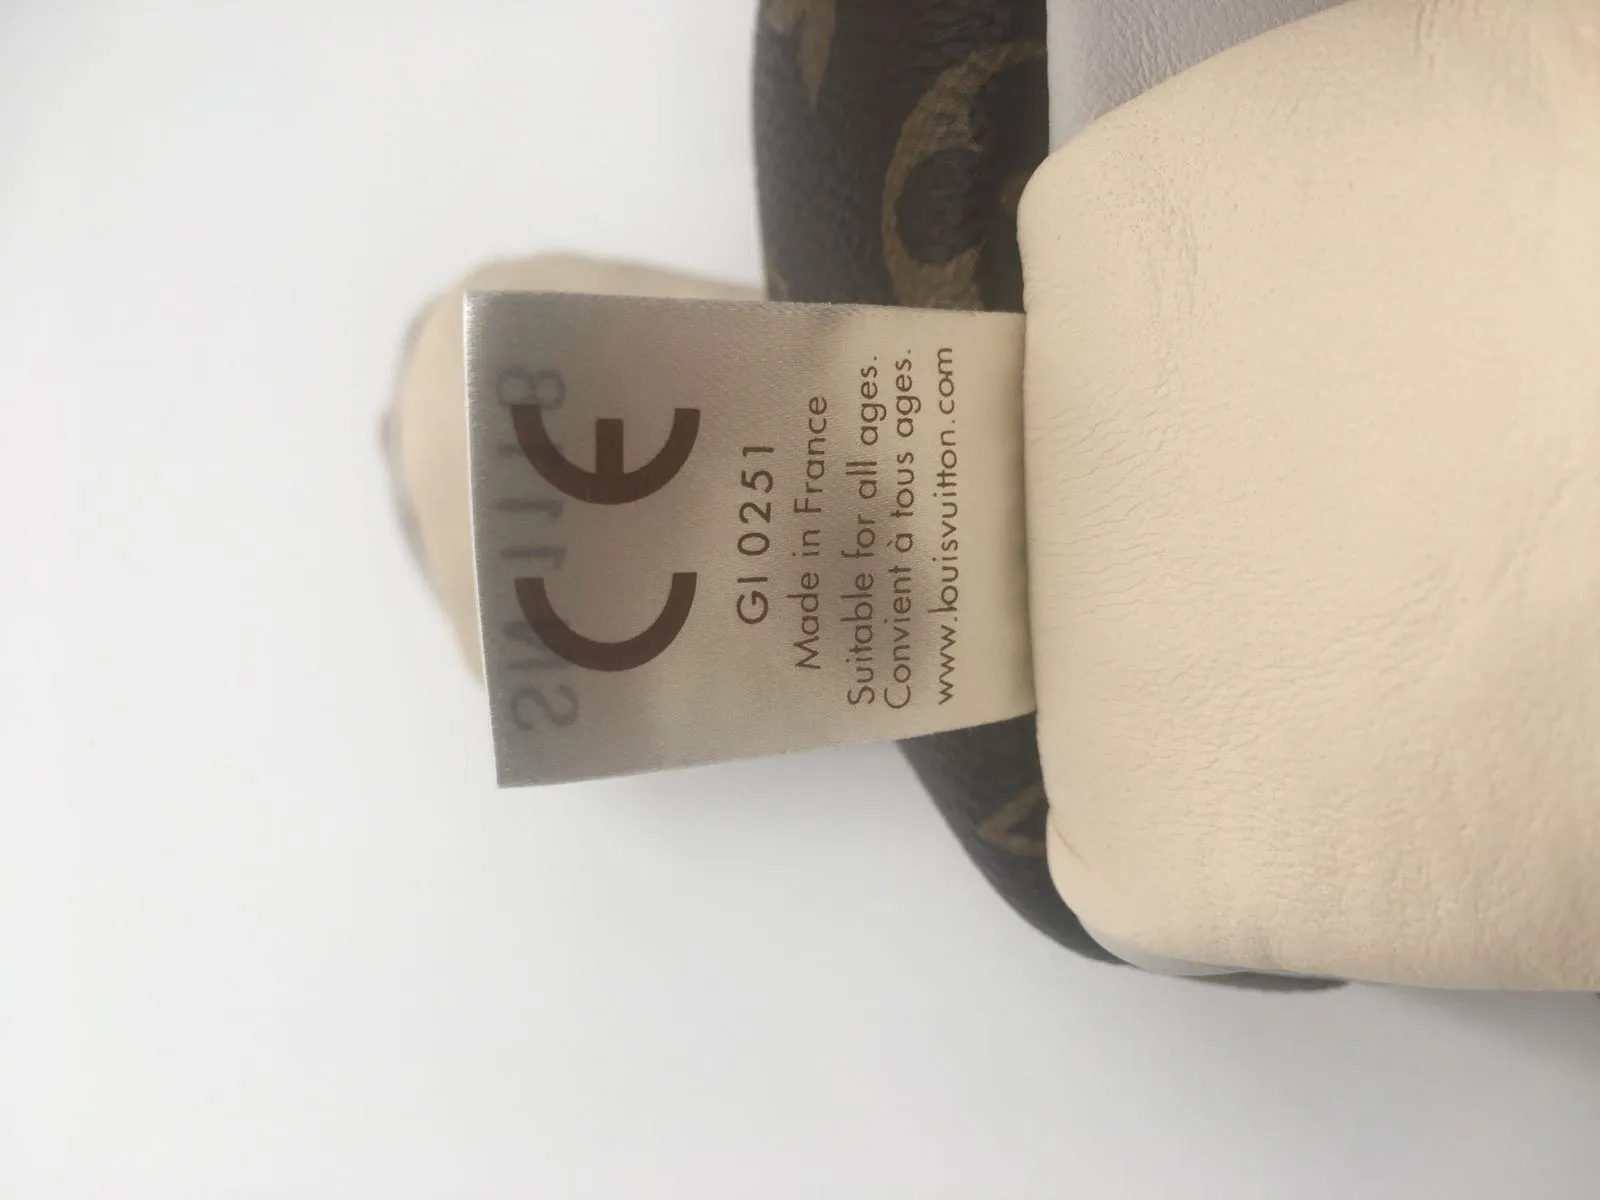 CE
GI 0251
Made in France
Suitable for all ages.
Convient à tous ages.
www.louisvuitton.com